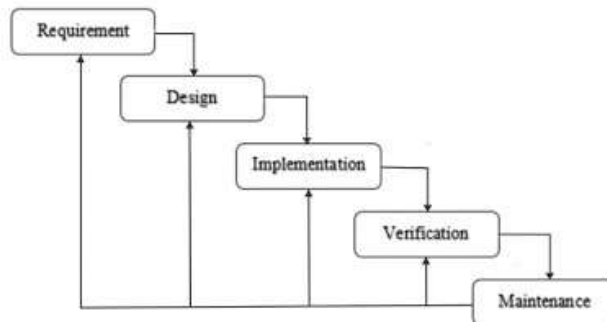 Requirement
Design
Implementation
Verification
Maintenance